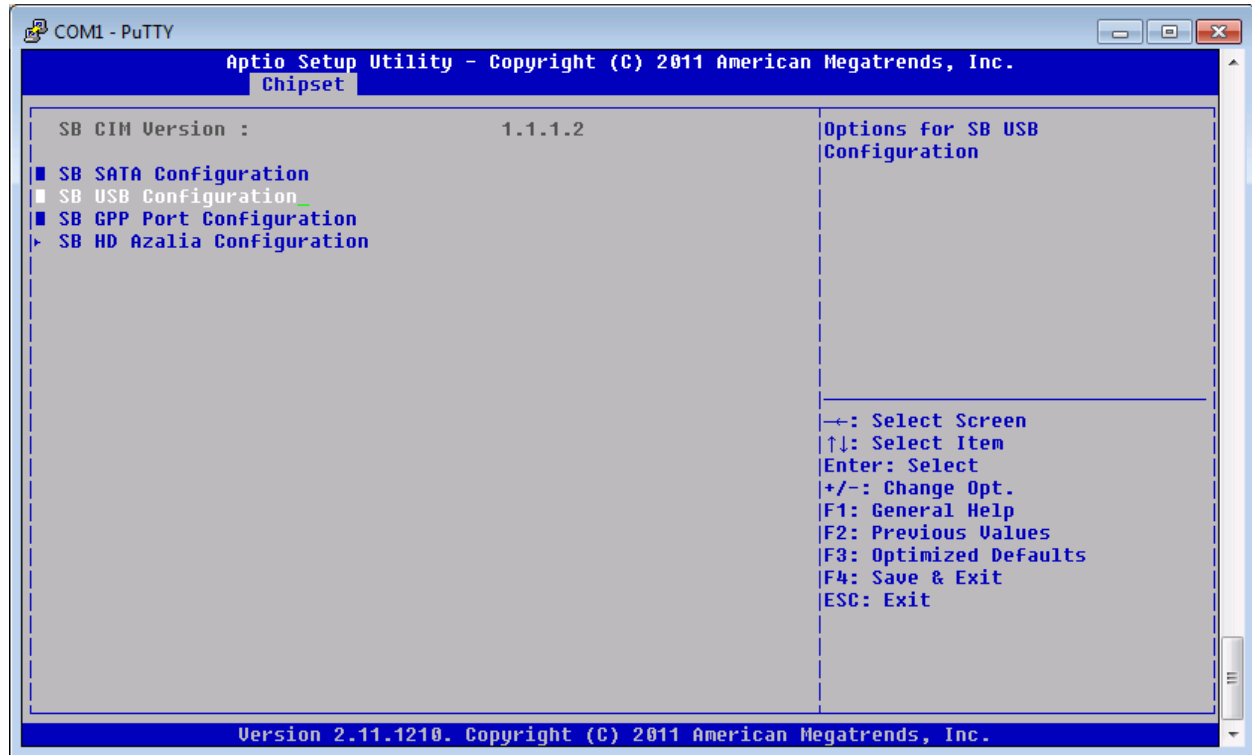 COM1 - PuTTY
Aptio Setup Utility - Copyright (C) 2011 American Megatrends, Inc.
Chipset
SB CIM Version : 1.1.1.2
SB SATA Configuration
SB USB Configuration_
SB GPP Port Configuration
SB HD Azalia Configuration
Options for SB USB
Configuration
→←: Select Screen
↑↓: Select Item
Enter: Select
+/-: Change Opt.
F1: General Help
F2: Previous Values
F3: Optimized Defaults
F4: Save & Exit
ESC: Exit
Version 2.11.1210. Copyright (C) 2011 American Megatrends, Inc.